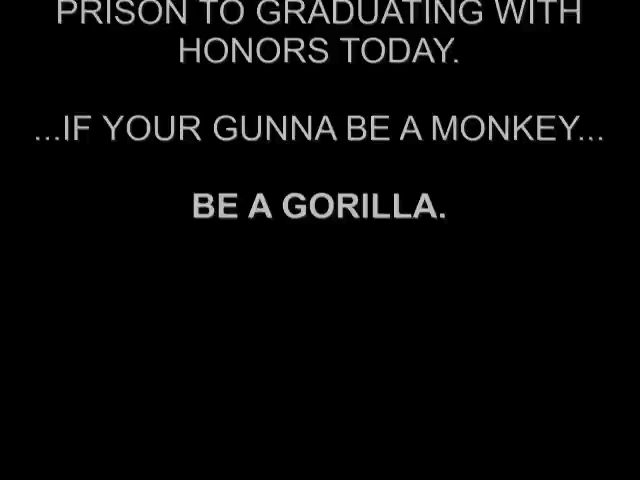 PRISON TO GRADUATING WITH
HONORS TODAY.
...IF YOUR GUNNA BE A MONKEY...
BE A GORILLA.